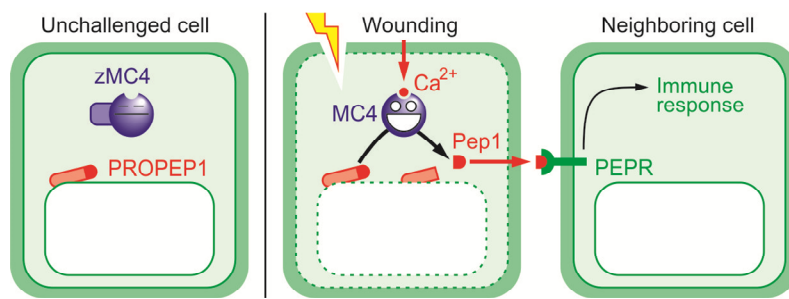 Unchallenged cell
Wounding
Neighboring cell
zMC4
PROPEP1
Ca2+
MC4
Pep1
Immune
response
PEPR